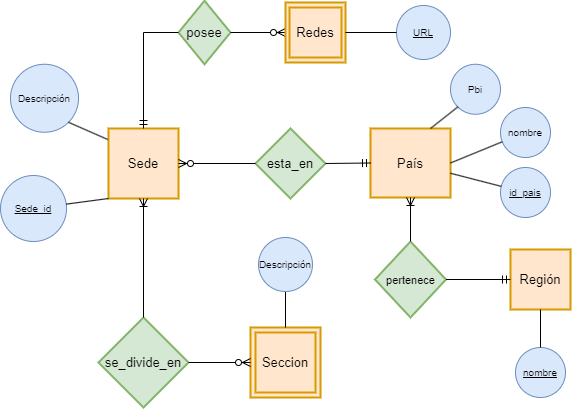 posee
Redes
URL
Descripción
Pbi
nombre
Sede
esta_en
País
id_pais
Sede_id
Descripción
pertenece
Región
se_divide_en
Seccion
nombre